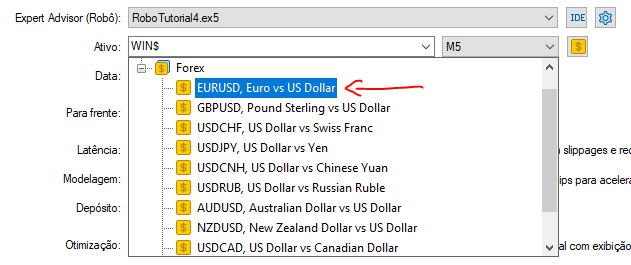 Expert Advisor (Robô): RoboTutorial4.ex5 IDE
Ativo: WIN$ M5
Forex
Data: EURUSD, Euro vs US Dollar
GBPUSD, Pound Sterling vs US Dollar
Para frente:
USDCHF, US Dollar vs Swiss Franc
Latência: USDJPY, US Dollar vs Yen slippages e
USDCNH, US Dollar vs Chinese Yuan
Modelagem: ips para acelera
USDRUB, US Dollar vs Russian Ruble
Depósito: AUDUSD, Australian Dollar vs US Dollar
NZDUSD, New Zealand Dollar vs US Dollar
Otimização: USDCAD, US Dollar vs Canadian Dollar al com exibição